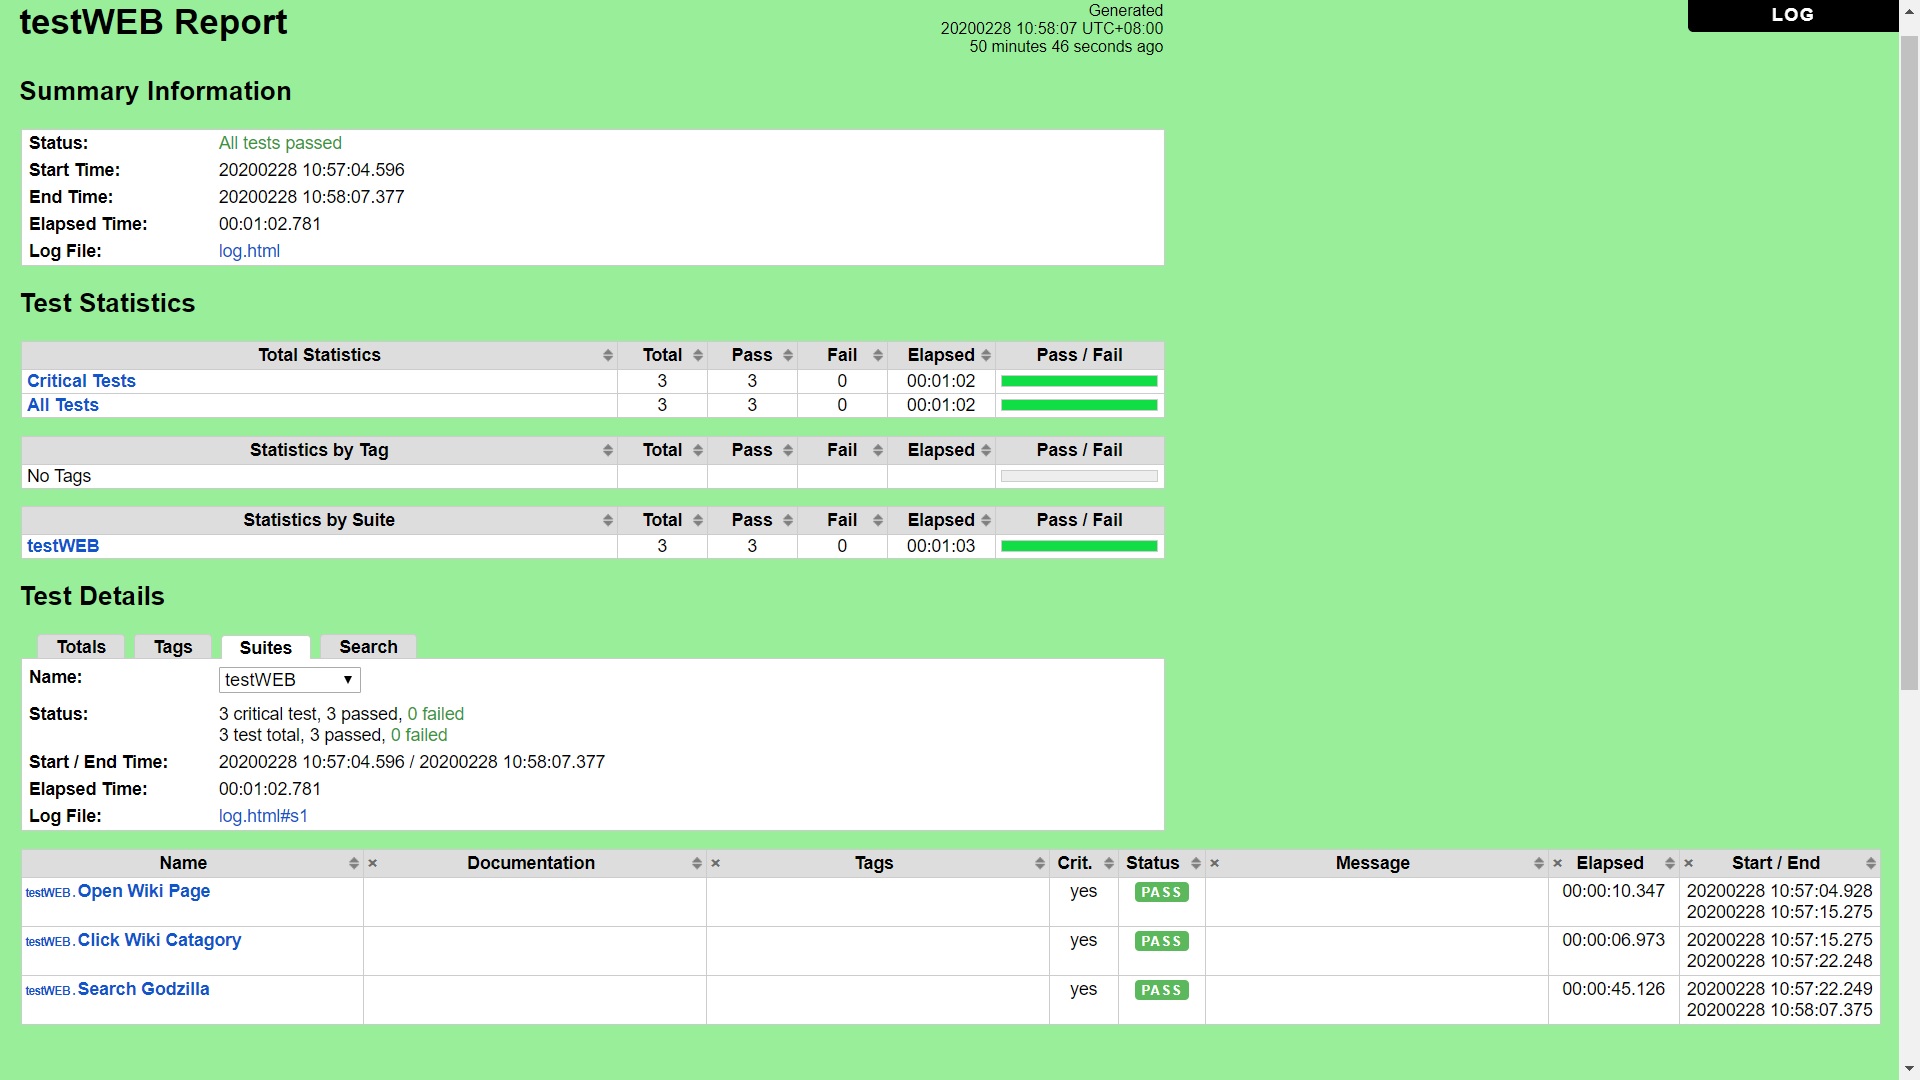 testWEB Report
Generated
20200228 10:58:07 UTC+08:00
50 minutes 46 seconds ago
LOG
Summary Information
Status: All tests passed
Start Time: 20200228 10:57:04.596
End Time: 20200228 10:58:07.377
Elapsed Time: 00:01:02.781
Log File: log.html
Test Statistics
Total Statistics Total Pass Fail Elapsed Pass / Fail
Critical Tests 3 3 0 00:01:02
All Tests 3 3 0 00:01:02
Statistics by Tag Total Pass Fail Elapsed Pass / Fail
No Tags
Statistics by Suite Total Pass Fail Elapsed Pass / Fail
testWEB 3 3 0 00:01:03
Test Details
Totals Tags Suites Search
Name: testWEB
Status: 3 critical test, 3 passed, 0 failed
3 test total, 3 passed, 0 failed
Start / End Time: 20200228 10:57:04.596 / 20200228 10:58:07.377
Elapsed Time: 00:01:02.781
Log File: log.html#s1
Name × Documentation × Tags Crit. Status × Message × Elapsed × Start / End
testWEB. Open Wiki Page yes PASS 00:00:10.347 20200228 10:57:04.928
20200228 10:57:15.275
testWEB. Click Wiki Catagory yes PASS 00:00:06.973 20200228 10:57:15.275
20200228 10:57:22.248
testWEB. Search Godzilla yes PASS 00:00:45.126 20200228 10:57:22.249
20200228 10:58:07.375